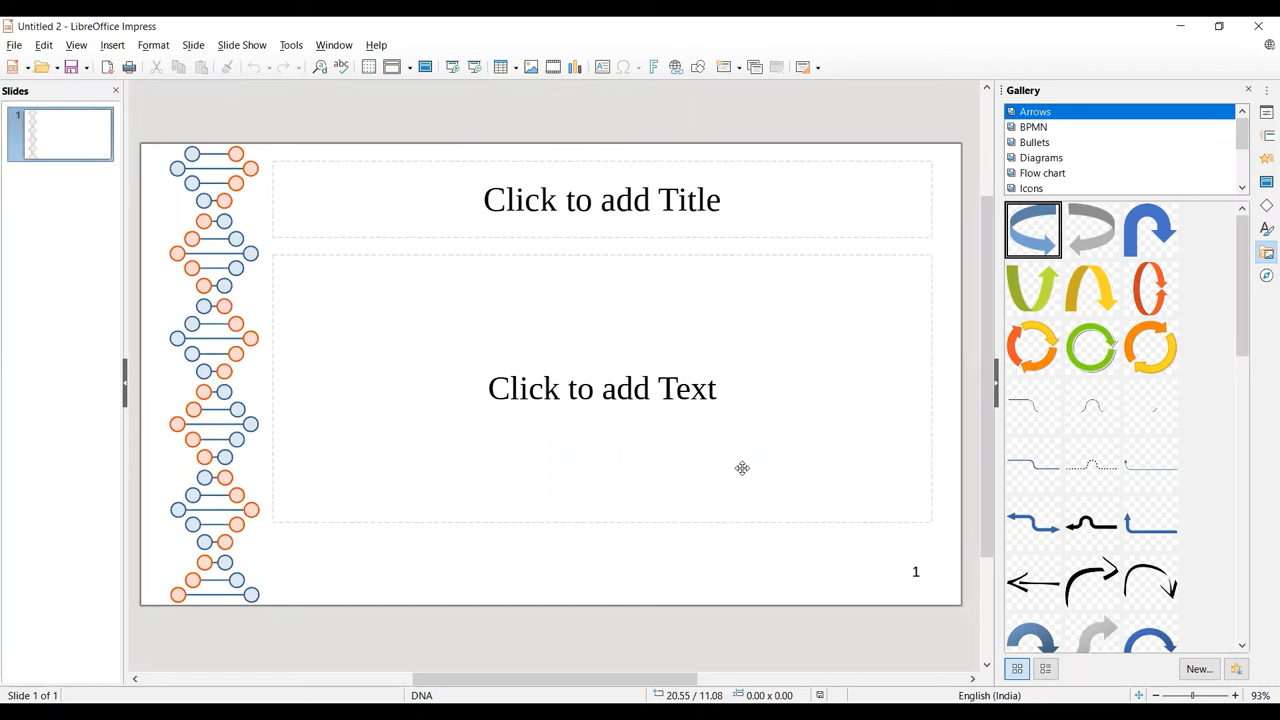 Untitled 2 - LibreOffice Impress
File Edit View Insert Format Slide Slide Show Tools Window Help
Slides
1
Click to add Title
Click to add Text
1
Gallery
Arrows
BPMN
Bullets
Diagrams
Flow chart
Icons
New...
Slide 1 of 1
DNA
20.55 / 11.08
0.00 x 0.00
English (India)
93%